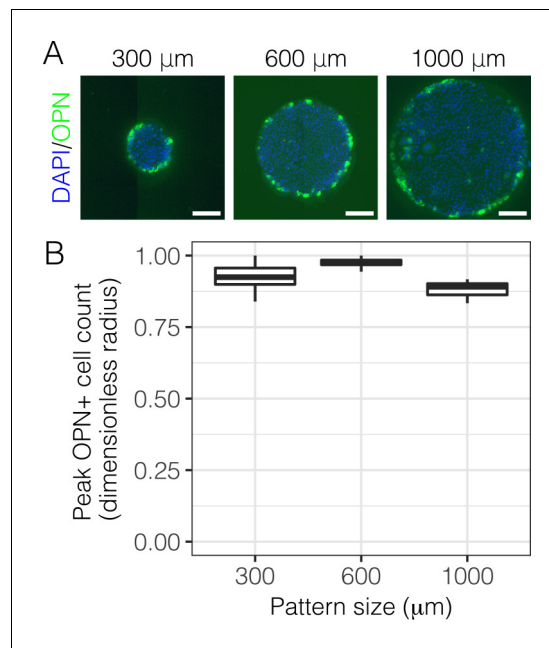 A
300 μm 600 μm 1000 μm
DAPI/OPN
B
Peak OPN+ cell count
(dimensionless radius)
1.00
0.75
0.50
0.25
0.00
300 600 1000
Pattern size (μm)